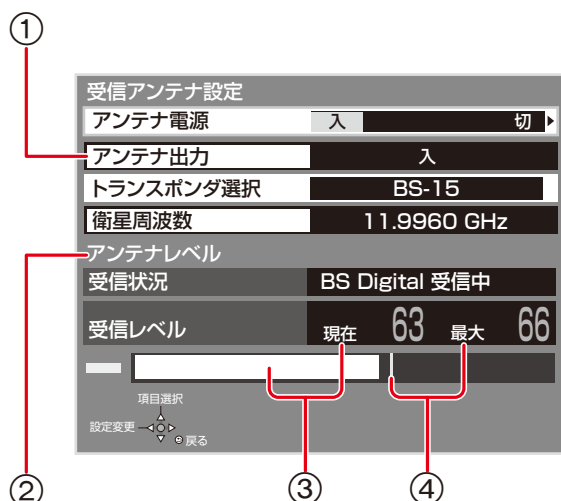 ①
受信アンテナ設定
アンテナ電源 入 切
アンテナ出力 入
トランスポンダ選択 BS-15
衛星周波数 11.9960 GHz
アンテナレベル
受信状況 BS Digital 受信中
受信レベル 現在 63 最大 66
項目選択
設定変更
戻る
② ③ ④